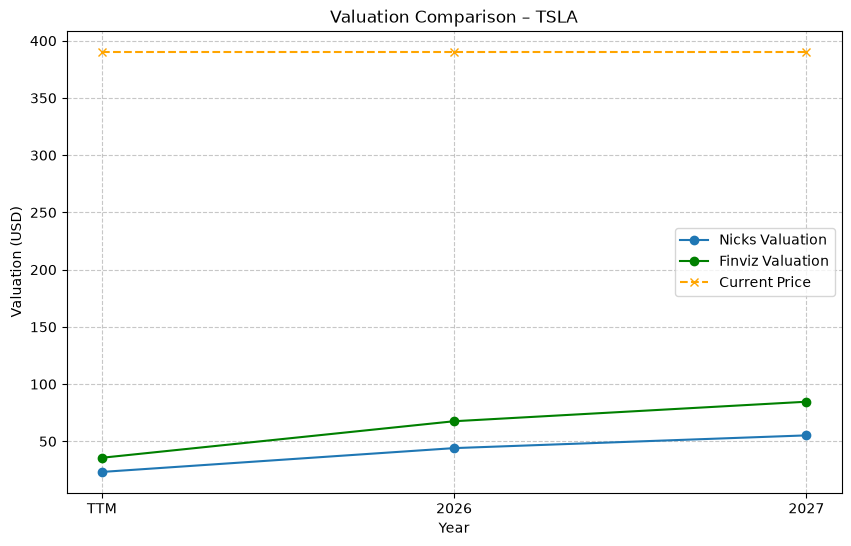 Valuation Comparison – TSLA
400
350
300
250
200
150
100
50
Valuation (USD)
Nicks Valuation
Finviz Valuation
Current Price
TTM
2026
2027
Year